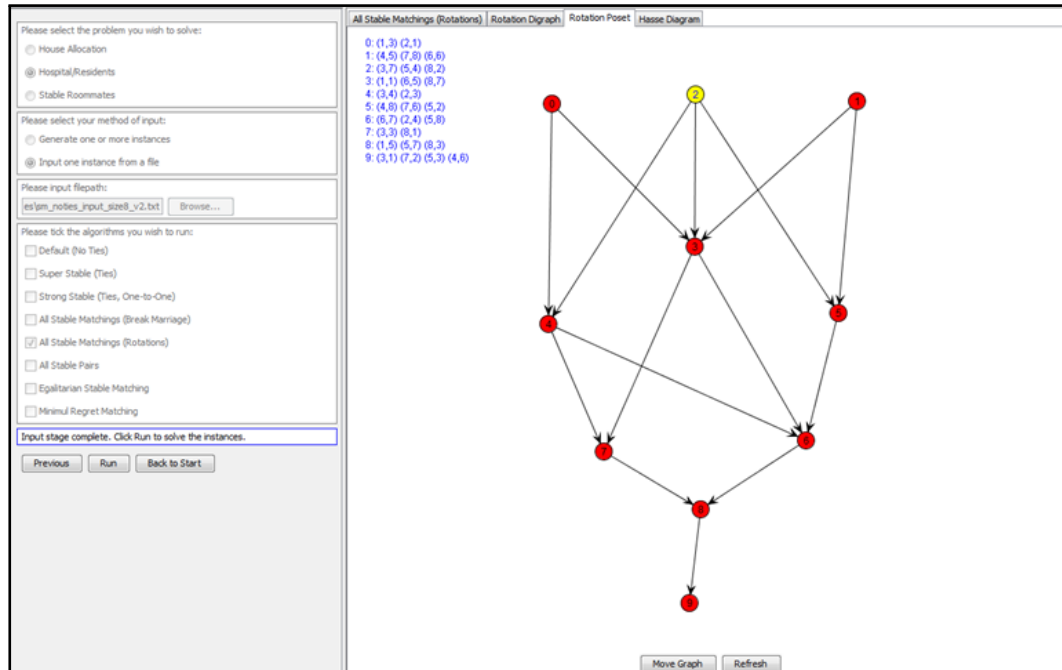 Please select the problem you wish to solve:
House Allocation
Hospital/Residents
Stable Roommates
Please select your method of input:
Generate one or more instances
Input one instance from a file
Please input filepath:
es\sm_noties_input_size8_v2.txt Browse...
Please tick the algorithms you wish to run:
Default (No Ties)
Super Stable (Ties)
Strong Stable (Ties, One-to-One)
All Stable Matchings (Break Marriage)
All Stable Matchings (Rotations)
All Stable Pairs
Egalitarian Stable Matching
Minimul Regret Matching
Input stage complete. Click Run to solve the instances.
Previous Run Back to Start
All Stable Matchings (Rotations) Rotation Digraph Rotation Poset Hasse Diagram
0: (1,3) (2,1)
1: (4,5) (7,8) (6,6)
2: (3,7) (5,4) (8,2)
3: (1,1) (6,5) (8,7)
4: (3,4) (2,3)
5: (4,8) (7,6) (5,2)
6: (6,7) (2,4) (5,8)
7: (3,3) (8,1)
8: (1,5) (5,7) (8,3)
9: (3,1) (7,2) (5,3) (4,6)
0 2 1
3
4 5
7 6
8
9
Move Graph Refresh